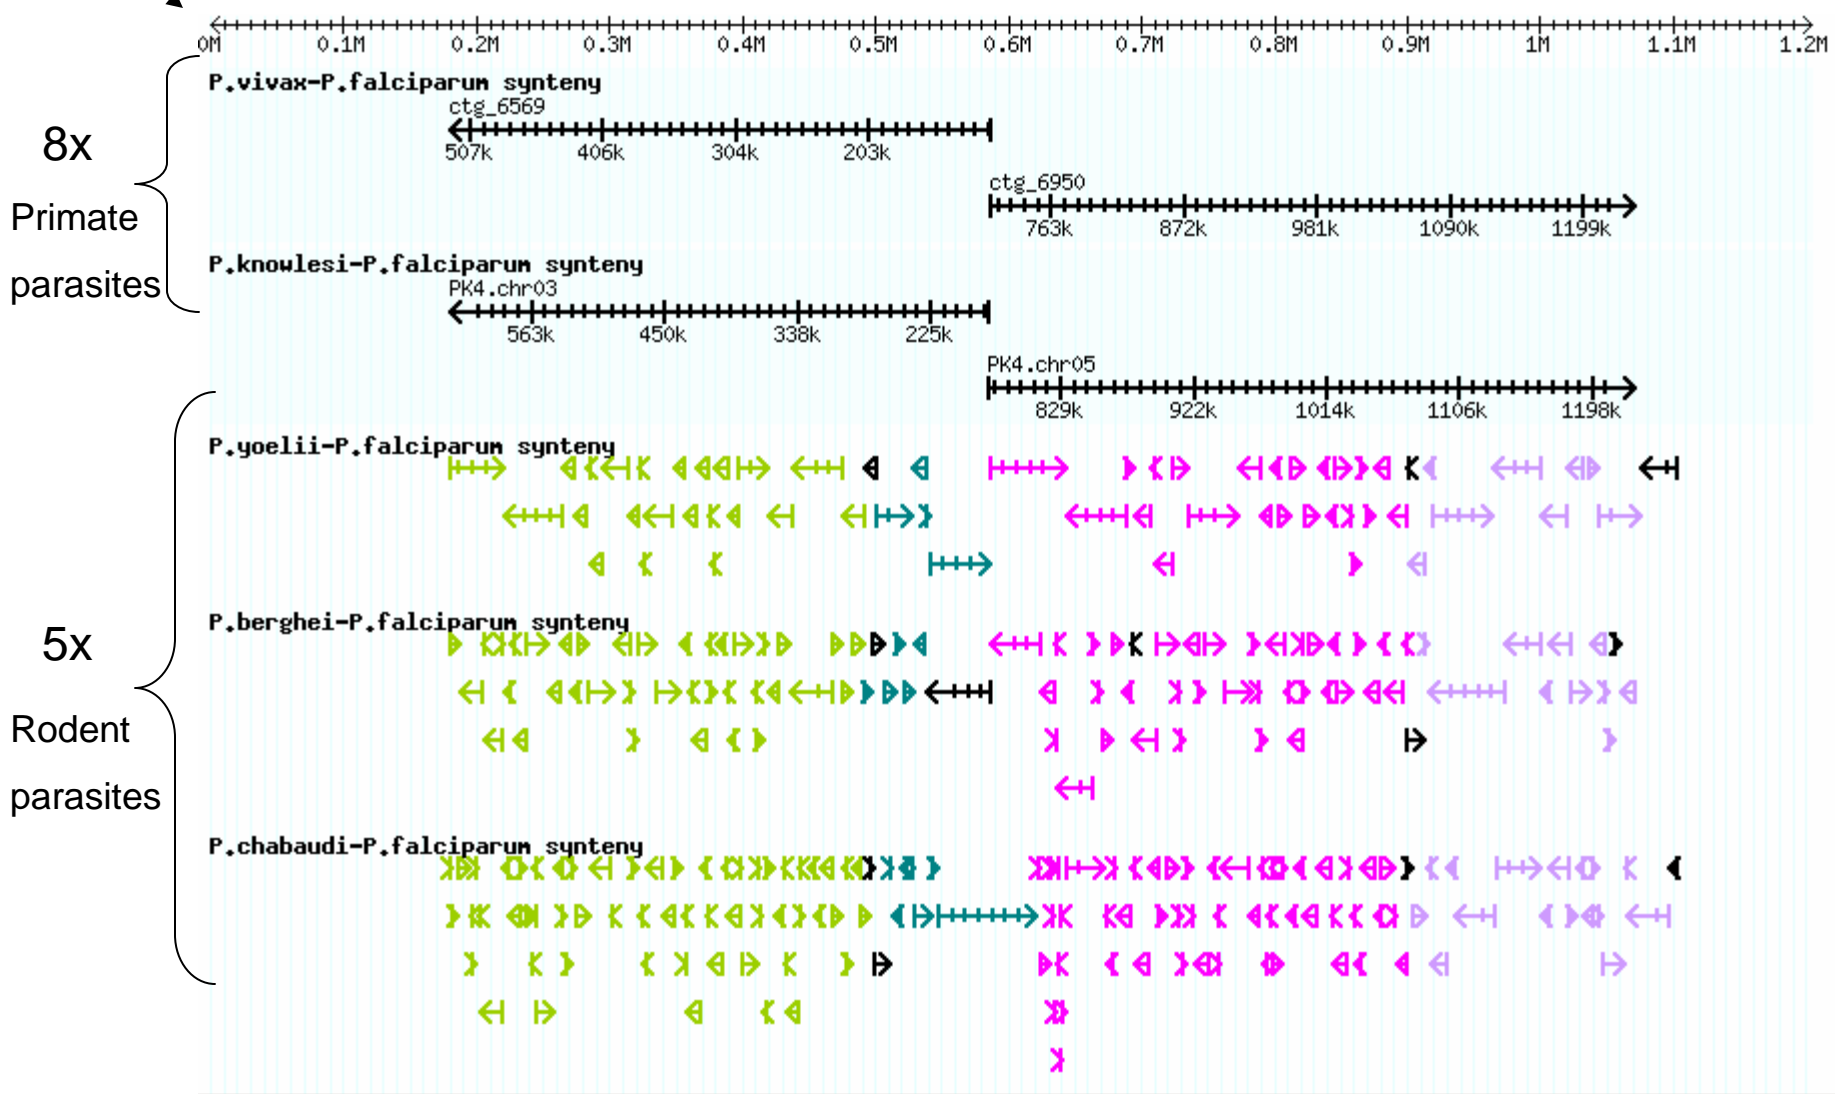 0M 0.1M 0.2M 0.3M 0.4M 0.5M 0.6M 0.7M 0.8M 0.9M 1M 1.1M 1.2M
P.vivax-P.falciparum synteny
ctg_6569
507k 406k 304k 203k
8x
ctg_6950
763k 872k 981k 1090k 1199k
Primate
parasites
P.knowlesi-P.falciparum synteny
PK4.chr03
563k 450k 338k 225k
PK4.chr05
829k 922k 1014k 1106k 1198k
P.yoelii-P.falciparum synteny
P.berghei-P.falciparum synteny
5x
Rodent
parasites
P.chabaudi-P.falciparum synteny